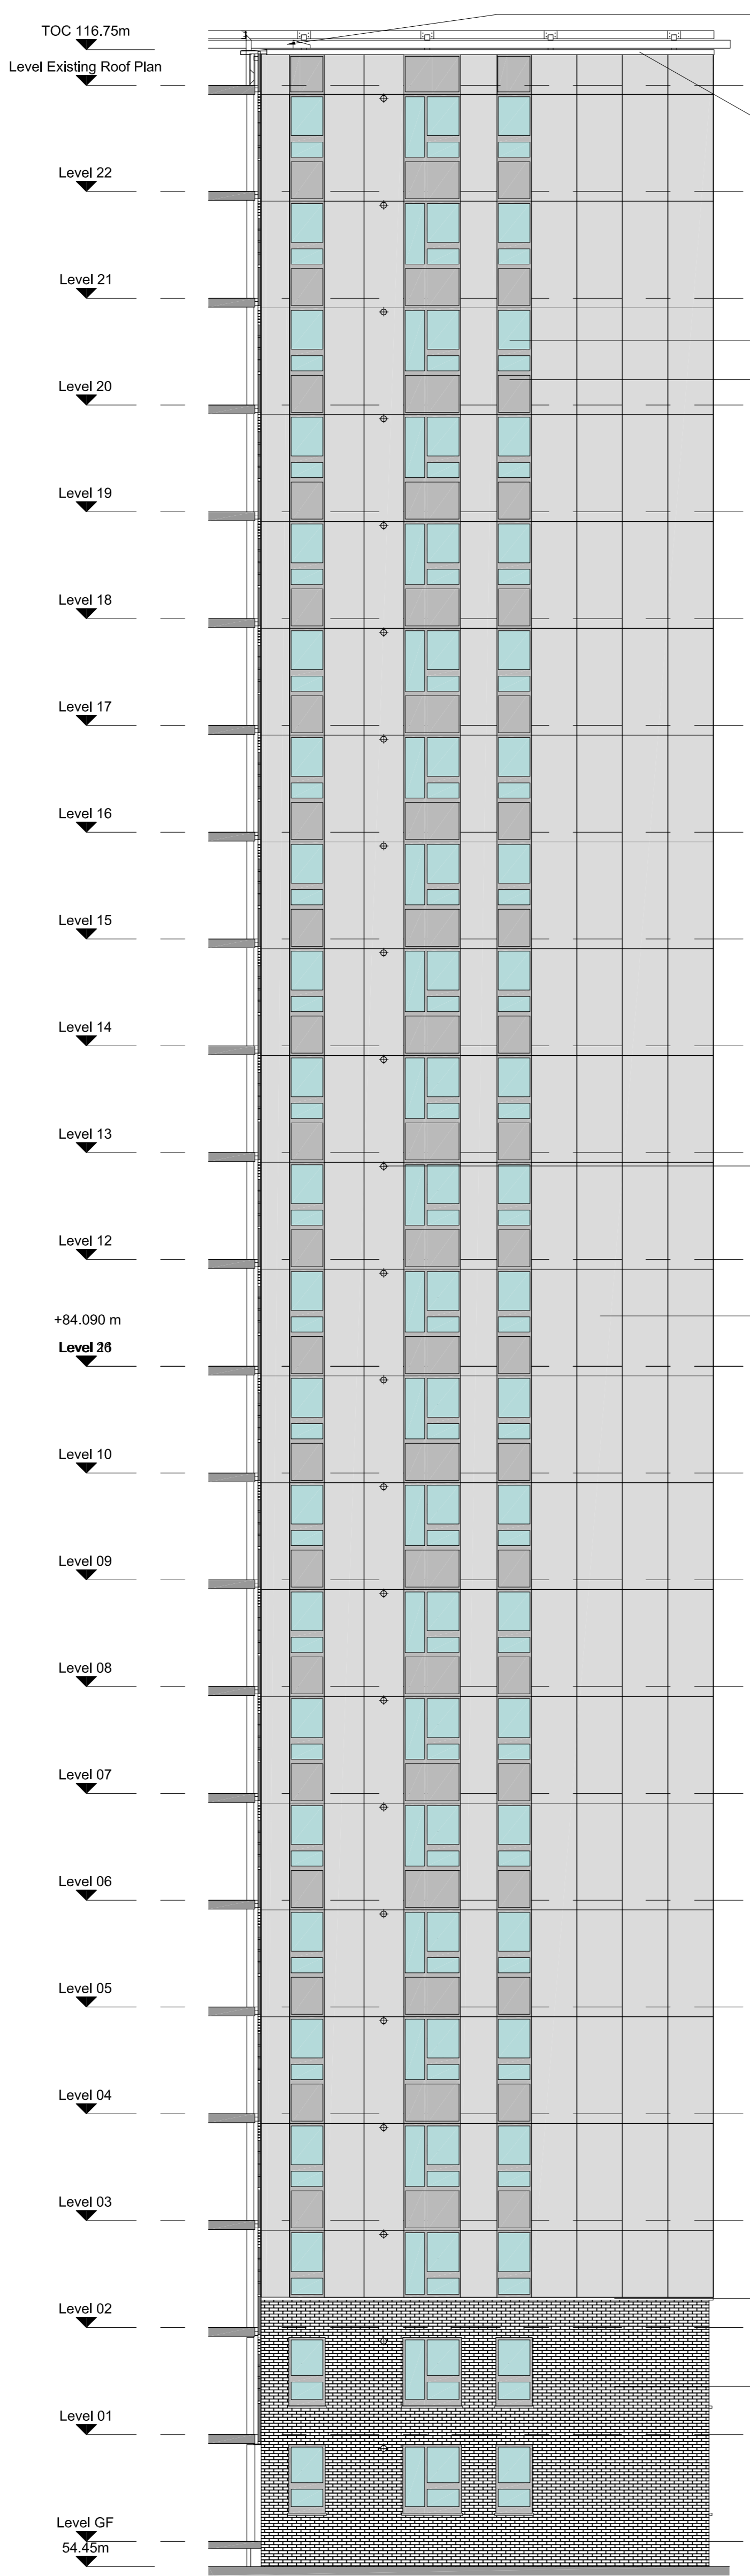 TOC 116.75m
Level Existing Roof Plan
Level 22
Level 21
Level 20
Level 19
Level 18
Level 17
Level 16
Level 15
Level 14
Level 13
Level 12
+84.090 m
Level
Level 10
Level 09
Level 08
Level 07
Level 06
Level 05
Level 04
Level 03
Level 02
Level 01
Level GF
54.45m